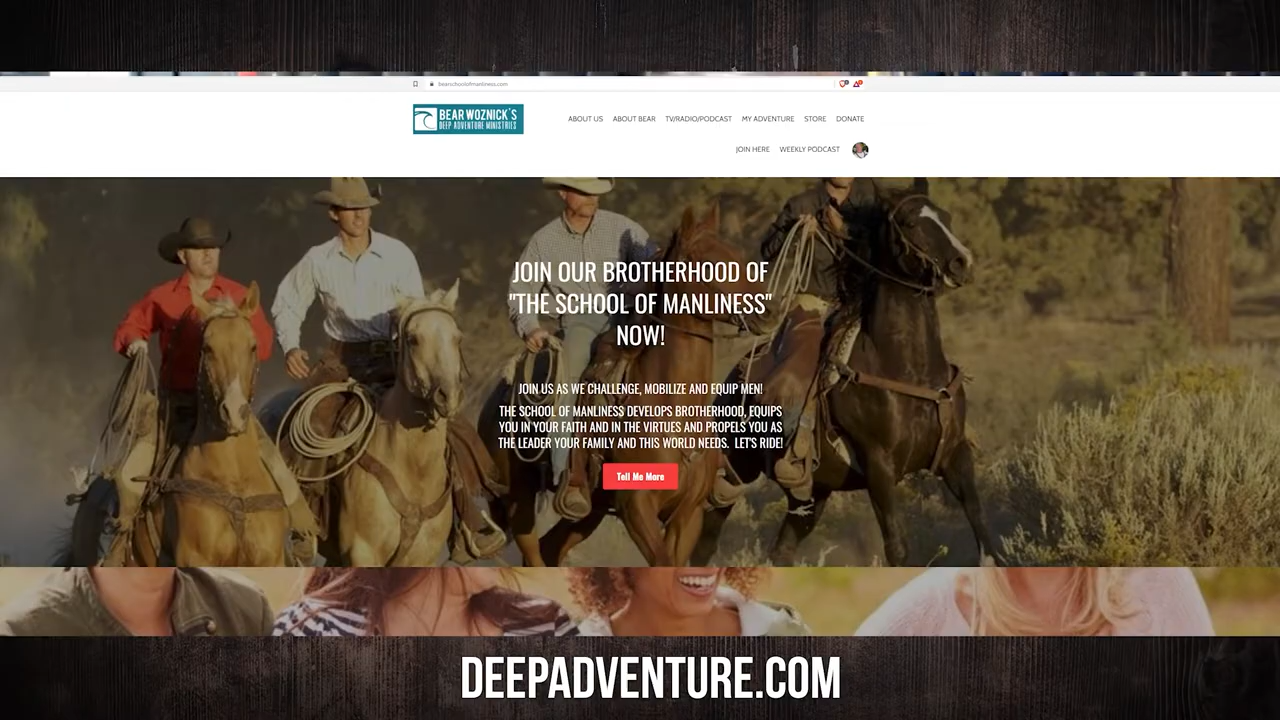 bearschoolofmanliness.com
BEAR WOZNICK'S
DEEP ADVENTURE MINISTRIES
ABOUT US ABOUT BEAR TV/RADIO/PODCAST MY ADVENTURE STORE DONATE
JOIN HERE WEEKLY PODCAST
JOIN OUR BROTHERHOOD OF
"THE SCHOOL OF MANLINESS"
NOW!
JOIN US AS WE CHALLENGE, MOBILIZE AND EQUIP MEN!
THE SCHOOL OF MANLINESS DEVELOPS BROTHERHOOD, EQUIPS
YOU IN YOUR FAITH AND IN THE VIRTUES AND PROPELS YOU AS
THE LEADER YOUR FAMILY AND THIS WORLD NEEDS. LET'S RIDE!
Tell Me More
DEEPADVENTURE.COM